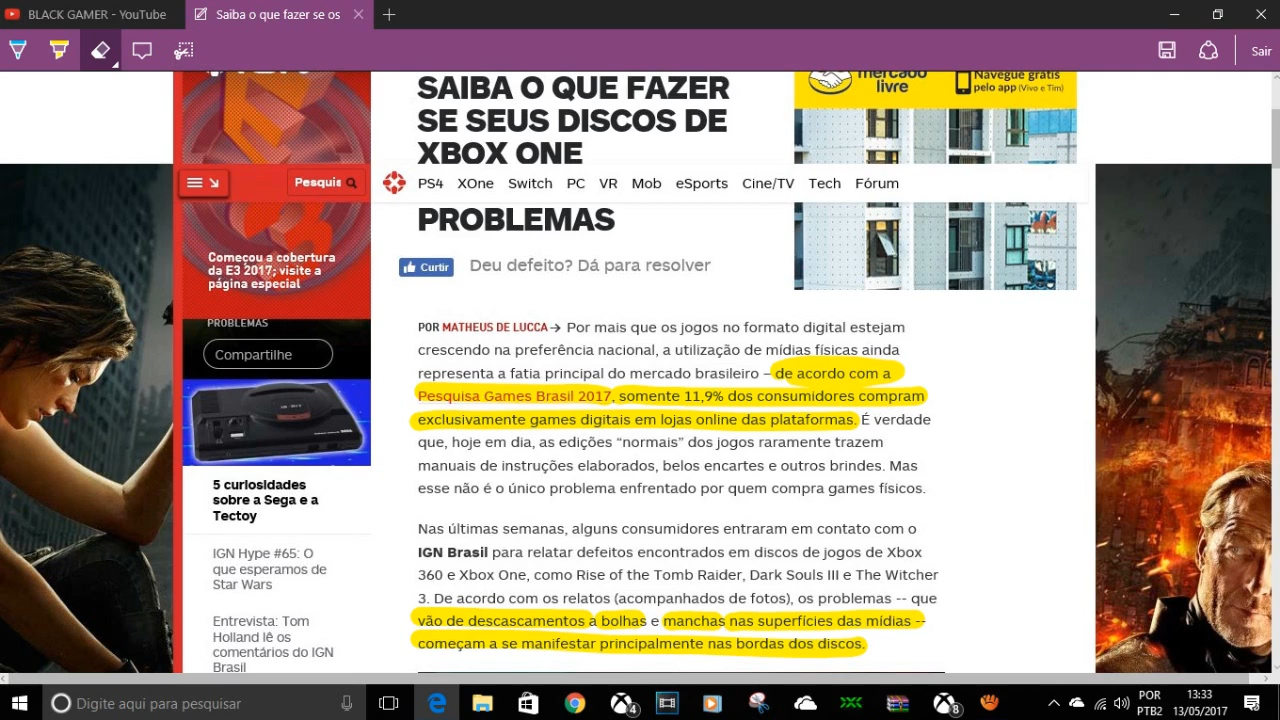 BLACK GAMER - YouTube
Saiba o que fazer se os
Sair
SAIBA O QUE FAZER
SE SEUS DISCOS DE
XBOX ONE
PROBLEMAS
mercado
livre
Navegue grátis
pelo app (Vivo e Tim)
Pesquis
PS4 XOne Switch PC VR Mob eSports Cine/TV Tech Fórum
Começou a cobertura
da E3 2017; visite a
página especial
Curtir
Deu defeito? Dá para resolver
PROBLEMAS
Compartilhe
5 curiosidades
sobre a Sega e a
Tectoy
IGN Hype #65: O
que esperamos de
Star Wars
Entrevista: Tom
Holland lê os
comentários do IGN
Brasil
POR MATHEUS DE LUCCA → Por mais que os jogos no formato digital estejam
crescendo na preferência nacional, a utilização de mídias físicas ainda
representa a fatia principal do mercado brasileiro – de acordo com a
Pesquisa Games Brasil 2017, somente 11,9% dos consumidores compram
exclusivamente games digitais em lojas online das plataformas. É verdade
que, hoje em dia, as edições “normais” dos jogos raramente trazem
manuais de instruções elaborados, belos encartes e outros brindes. Mas
esse não é o único problema enfrentado por quem compra games físicos.
Nas últimas semanas, alguns consumidores entraram em contato com o
IGN Brasil para relatar defeitos encontrados em discos de jogos de Xbox
360 e Xbox One, como Rise of the Tomb Raider, Dark Souls III e The Witcher
3. De acordo com os relatos (acompanhados de fotos), os problemas -- que
vão de descascamentos a bolhas e manchas nas superfícies das mídias --
começam a se manifestar principalmente nas bordas dos discos.
Digite aqui para pesquisar
4
8
POR
PTB2
13:33
13/05/2017